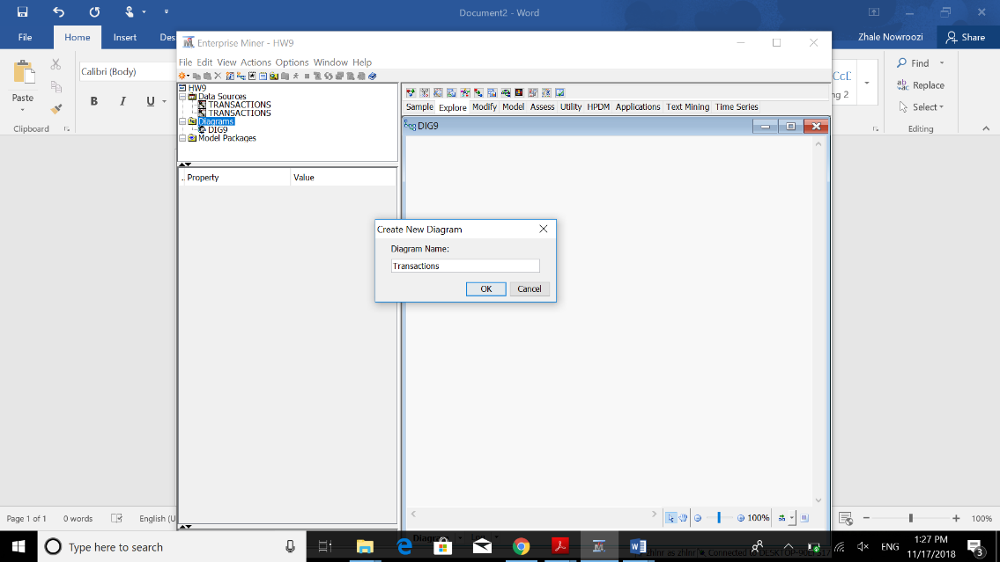 Document2 - Word
File Home Insert Des
Zhale Nowroozi Share
Enterprise Miner - HW9
File Edit View Actions Options Window Help
Paste
Clipboard
Calibri (Body)
B I U
HW9
Data Sources
TRANSACTIONS
TRANSACTIONS
Diagrams
DIG9
Model Packages
. Property Value
Sample Explore Modify Model Assess Utility HPDM Applications Text Mining Time Series
DIG9
Create New Diagram
Diagram Name:
Transactions
OK Cancel
100%
ng 2
Find
Replace
Select
Editing
Page 1 of 1 0 words English (U
100%
Type here to search
ENG
1:27 PM
11/17/2018
3